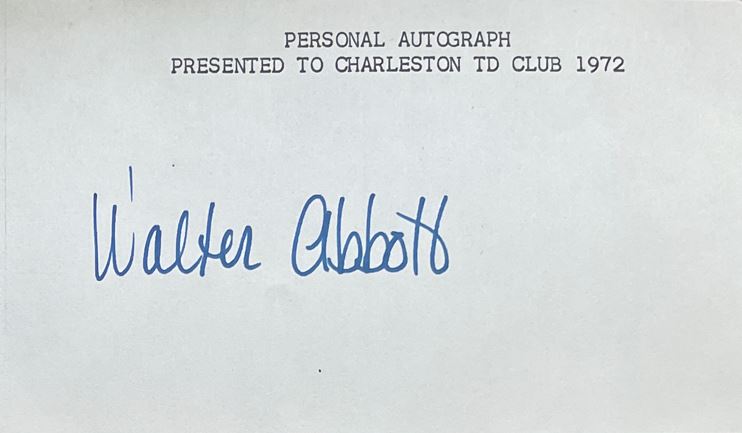 PERSONAL AUTOGRAPH
PRESENTED TO CHARLESTON TD CLUB 1972
Walter Abbott